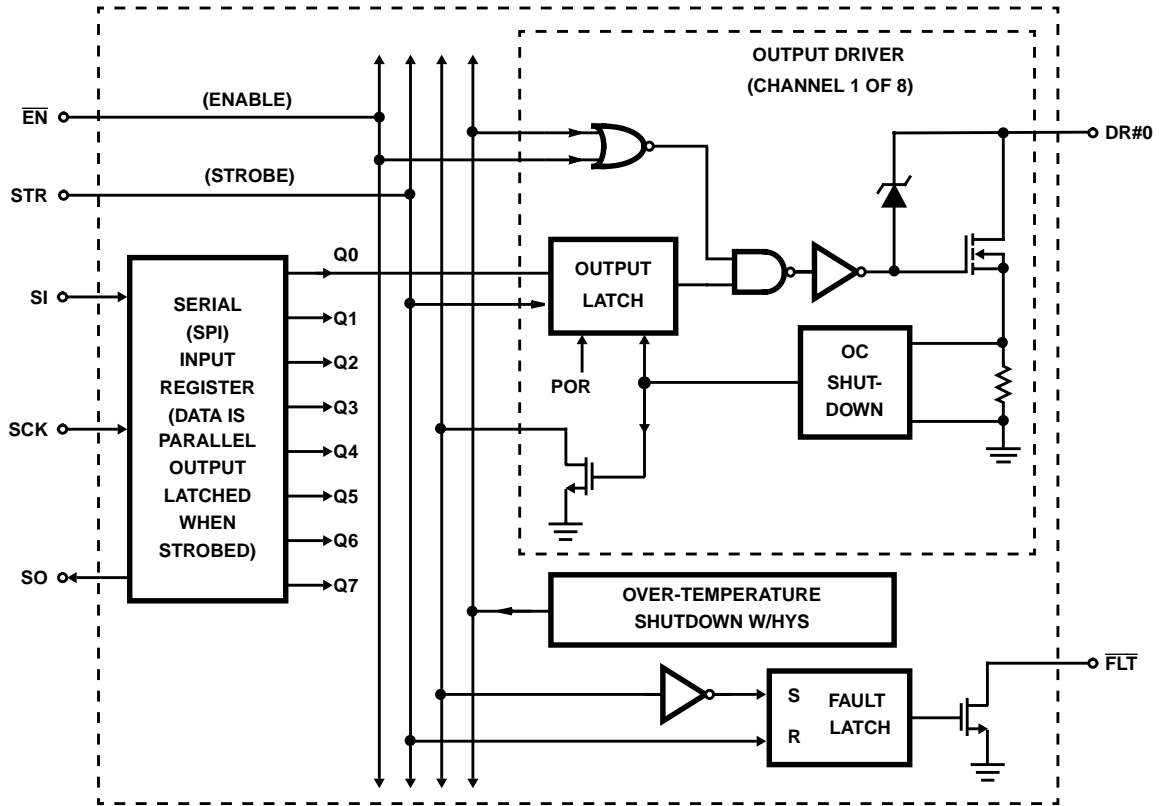 OUTPUT DRIVER
(CHANNEL 1 OF 8)
(ENABLE)
EN
DR#0
(STROBE)
STR
Q0
OUTPUT
LATCH
SI
SERIAL
(SPI)
INPUT
REGISTER
(DATA IS
PARALLEL
OUTPUT
LATCHED
WHEN
STROBED)
Q1
Q2
Q3
Q4
Q5
Q6
Q7
POR
OC
SHUT-
DOWN
SCK
SO
OVER-TEMPERATURE
SHUTDOWN W/HYS
FLT
S
R
FAULT
LATCH